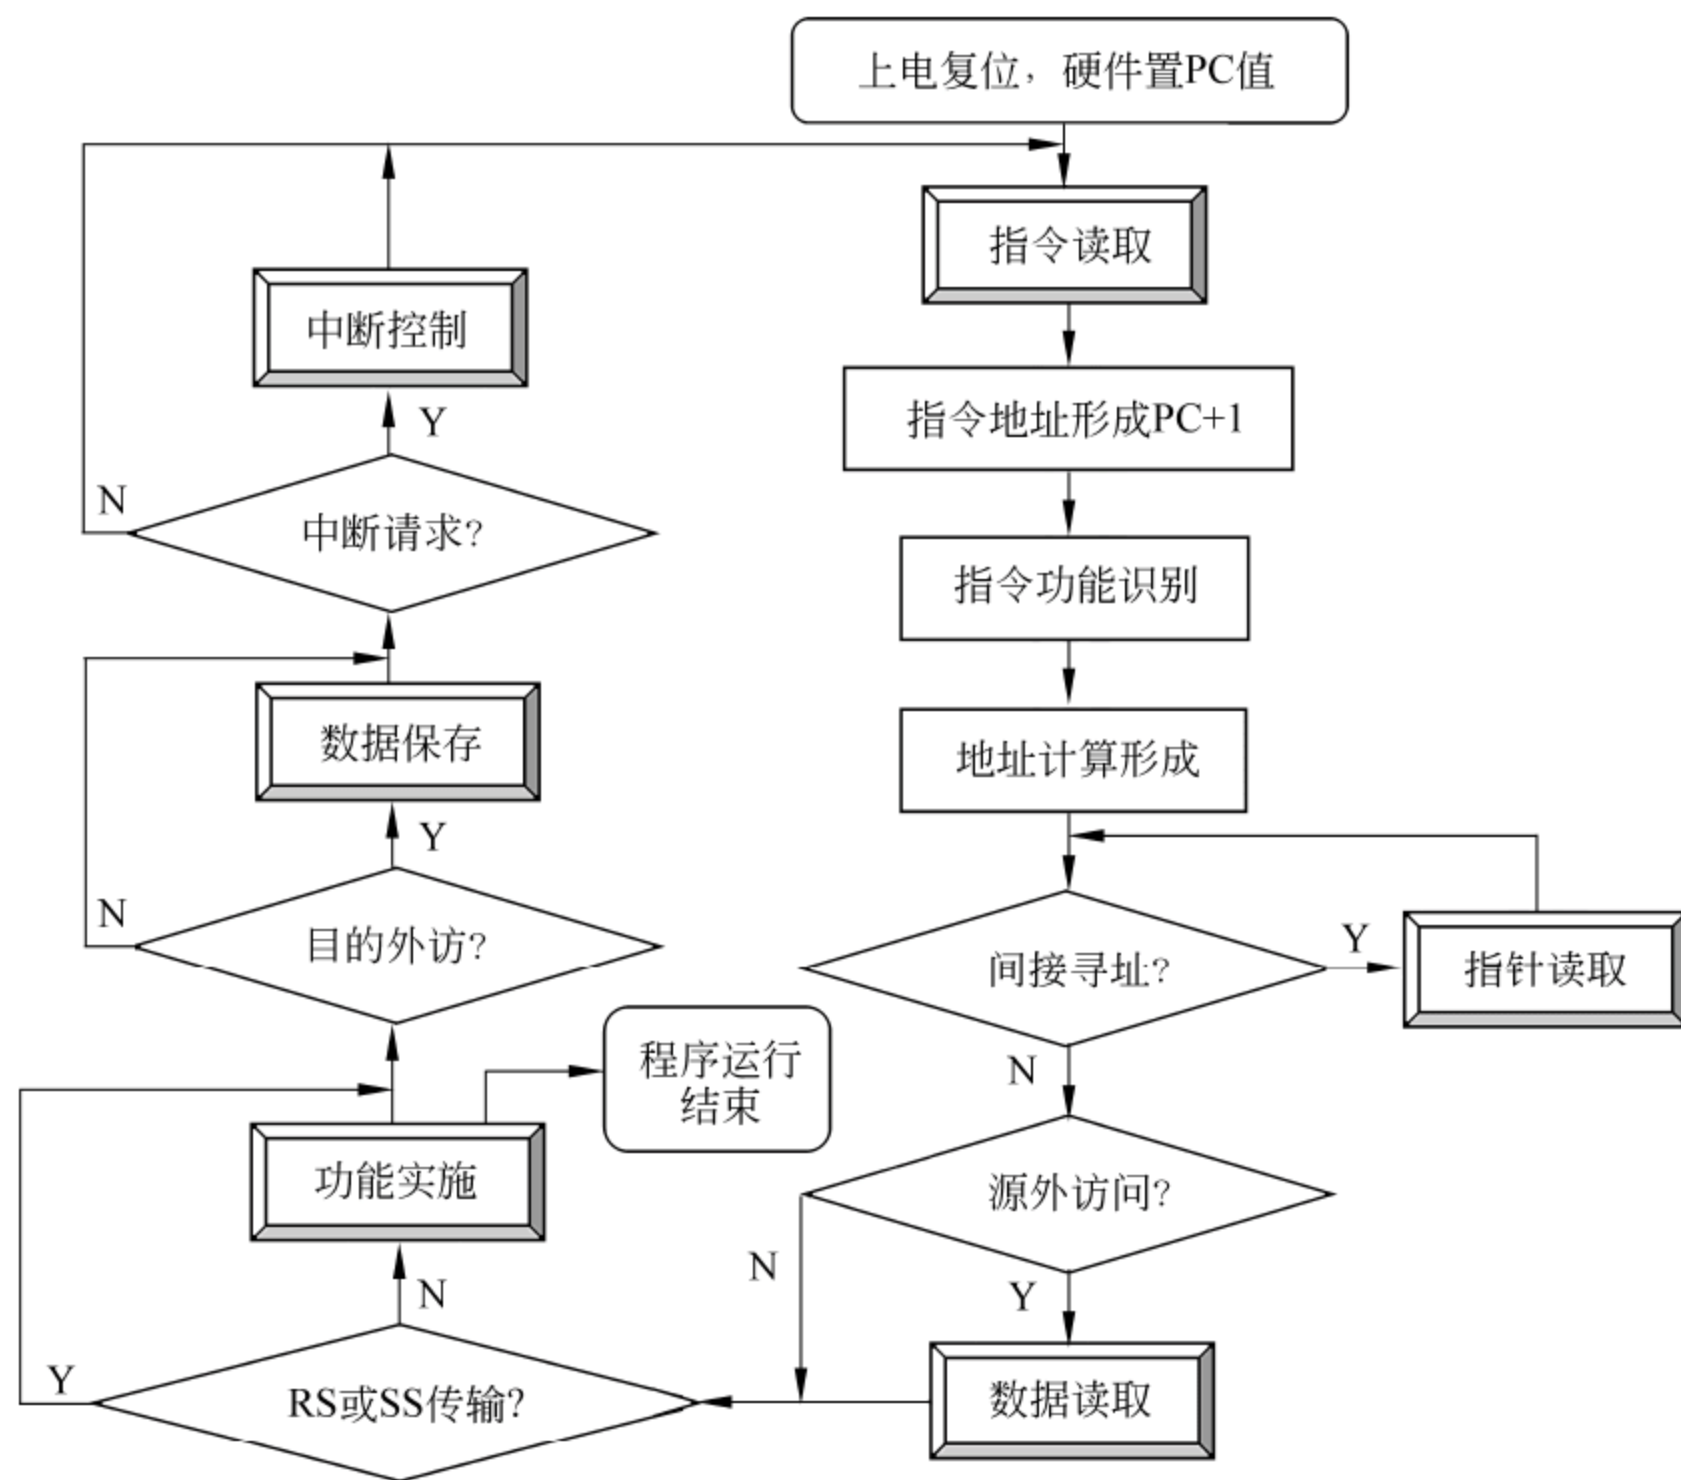 上电复位，硬件置PC值
指令读取
指令地址形成PC+1
指令功能识别
地址计算形成
间接寻址?
Y
指针读取
N
源外访问?
N
Y
数据读取
RS或SS传输?
Y
N
功能实施
程序运行
结束
目的外访?
N
Y
数据保存
中断请求?
N
Y
中断控制